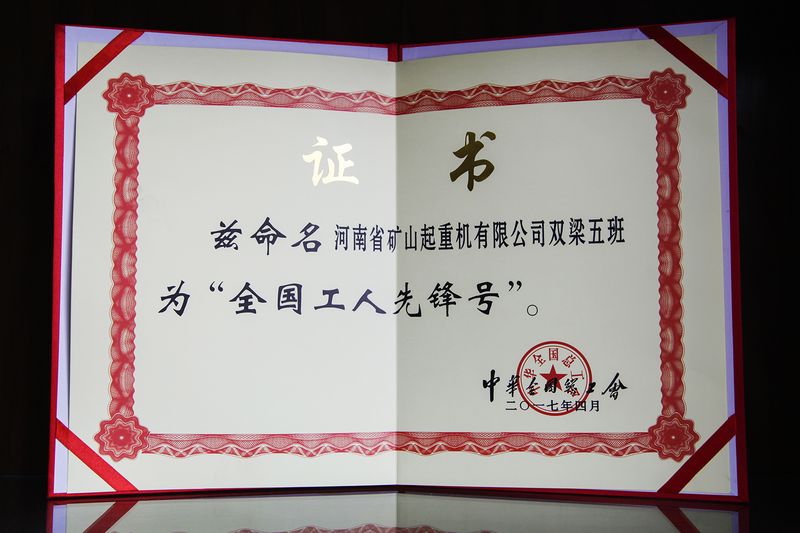 证书
兹命名河南省矿山起重机有限公司双梁五班
为“全国工人先锋号”。
中华全国总工会
二〇一七年四月